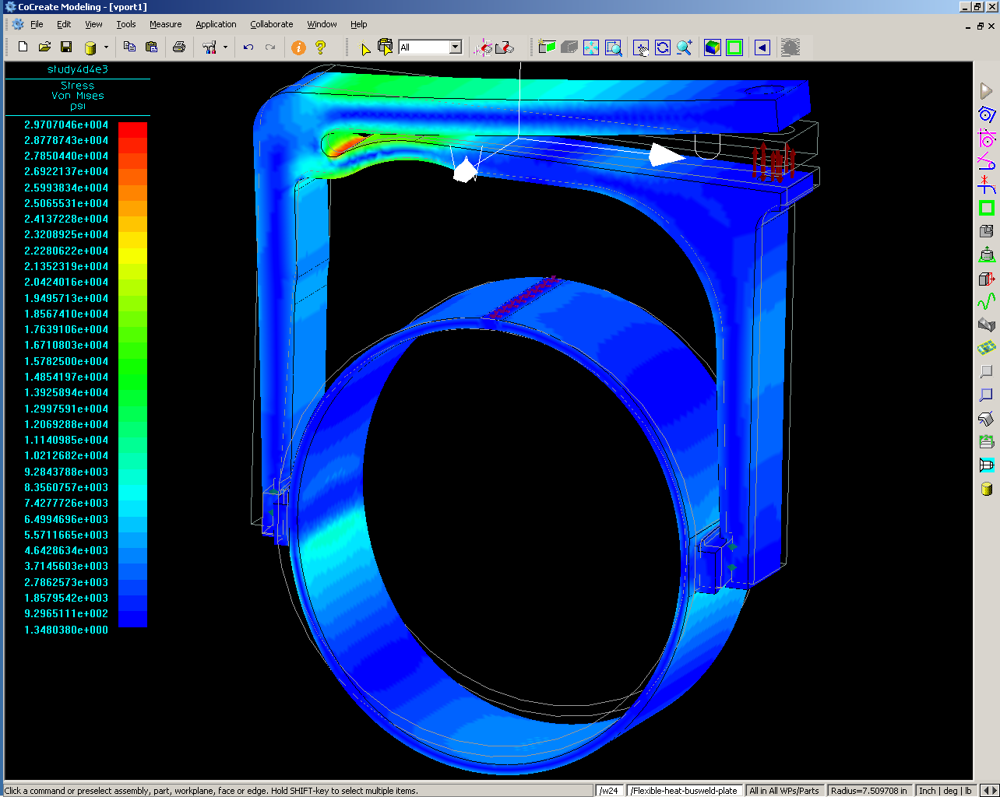 CoCreate Modeling - [vport1]
File Edit View Tools Measure Application Collaborate Window Help
All
study4d4e3
Stress
Von Mises
psi
2.9707046e+004
2.8778743e+004
2.7850440e+004
2.6922137e+004
2.5993834e+004
2.5065531e+004
2.4137228e+004
2.3208925e+004
2.2280622e+004
2.1352319e+004
2.0424016e+004
1.9495713e+004
1.8567410e+004
1.7639106e+004
1.6710803e+004
1.5782500e+004
1.4854197e+004
1.3925894e+004
1.2997591e+004
1.2069288e+004
1.1140985e+004
1.0212682e+004
9.2843788e+003
8.3560757e+003
7.4277726e+003
6.4994696e+003
5.5711665e+003
4.6428634e+003
3.7145603e+003
2.7862573e+003
1.8579542e+003
9.2965111e+002
1.3480380e+000
Click a command or preselect assembly, part, workplane, face or edge. Hold SHIFT-key to select multiple items. /w24 /Flexible-heat-busweld-plate All in All WPs/Parts Radius=7.509708 in Inch | deg | lb